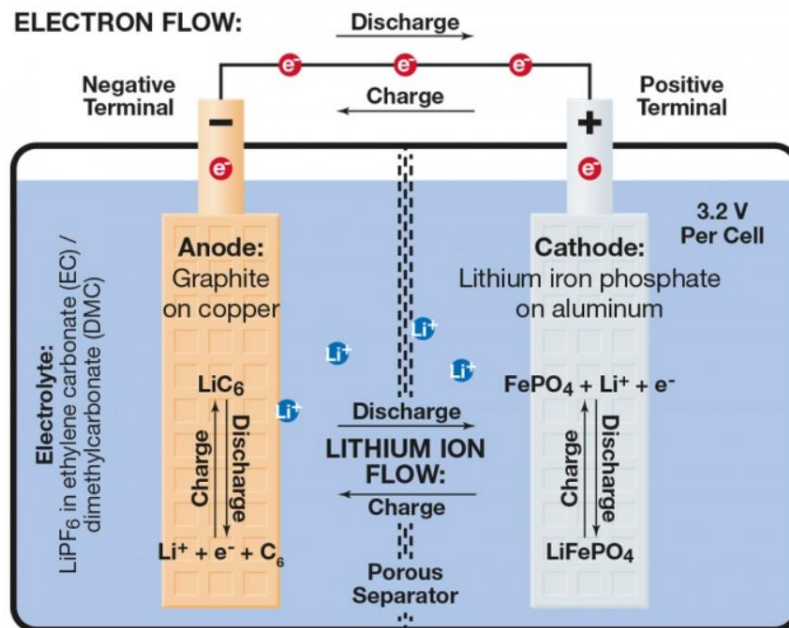 ELECTRON FLOW:
Discharge
e⁻ e⁻ e⁻
Charge
Negative
Terminal
Positive
Terminal
−
+
e⁻
e⁻
3.2 V
Per Cell
Anode:
Graphite
on copper
Cathode:
Lithium iron phosphate
on aluminum
Electrolyte:
LiPF₆ in ethylene carbonate (EC) /
dimethylcarbonate (DMC)
Li⁺
Li⁺
Li⁺
Li⁺
LiC₆
Charge
Discharge
Li⁺ + e⁻ + C₆
Discharge
LITHIUM ION
FLOW:
Charge
Porous
Separator
FePO₄ + Li⁺ + e⁻
Charge
Discharge
LiFePO₄